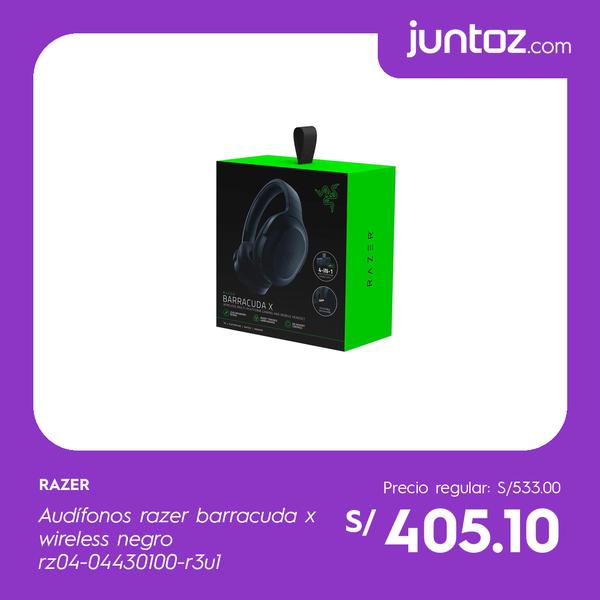 juntoz.com
4-IN-1
RAZER
BARRACUDA X
RAZER
Precio regular: S/533.00
Audífonos razer barracuda x
wireless negro
rz04-04430100-r3u1
S/ 405.10